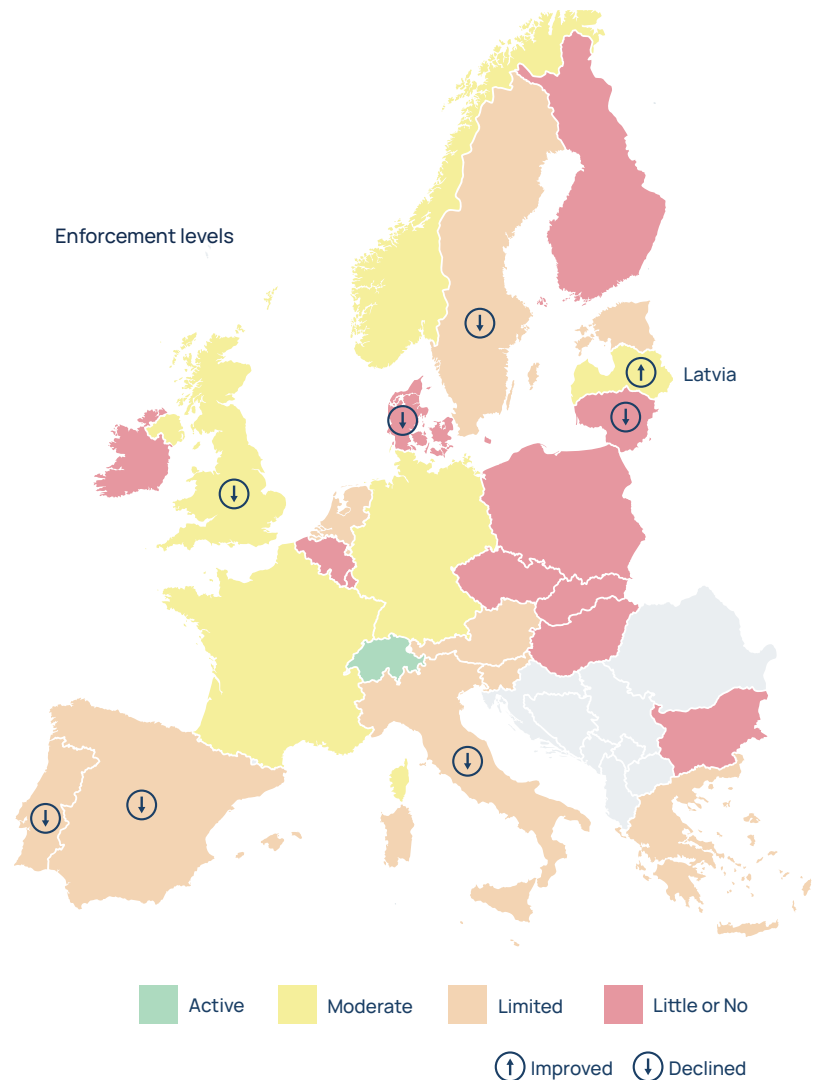 Enforcement levels
Latvia
Active
Moderate
Limited
Little or No
Improved
Declined